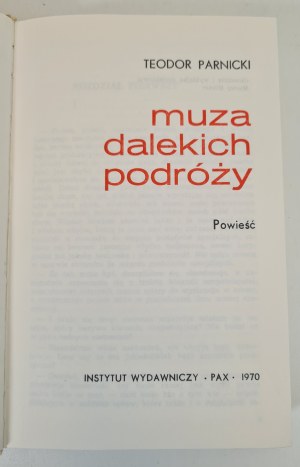 TEODOR PARNICKI
muza
dalekich
podróży
Powieść
INSTYTUT WYDAWNICZY • PAX • 1970